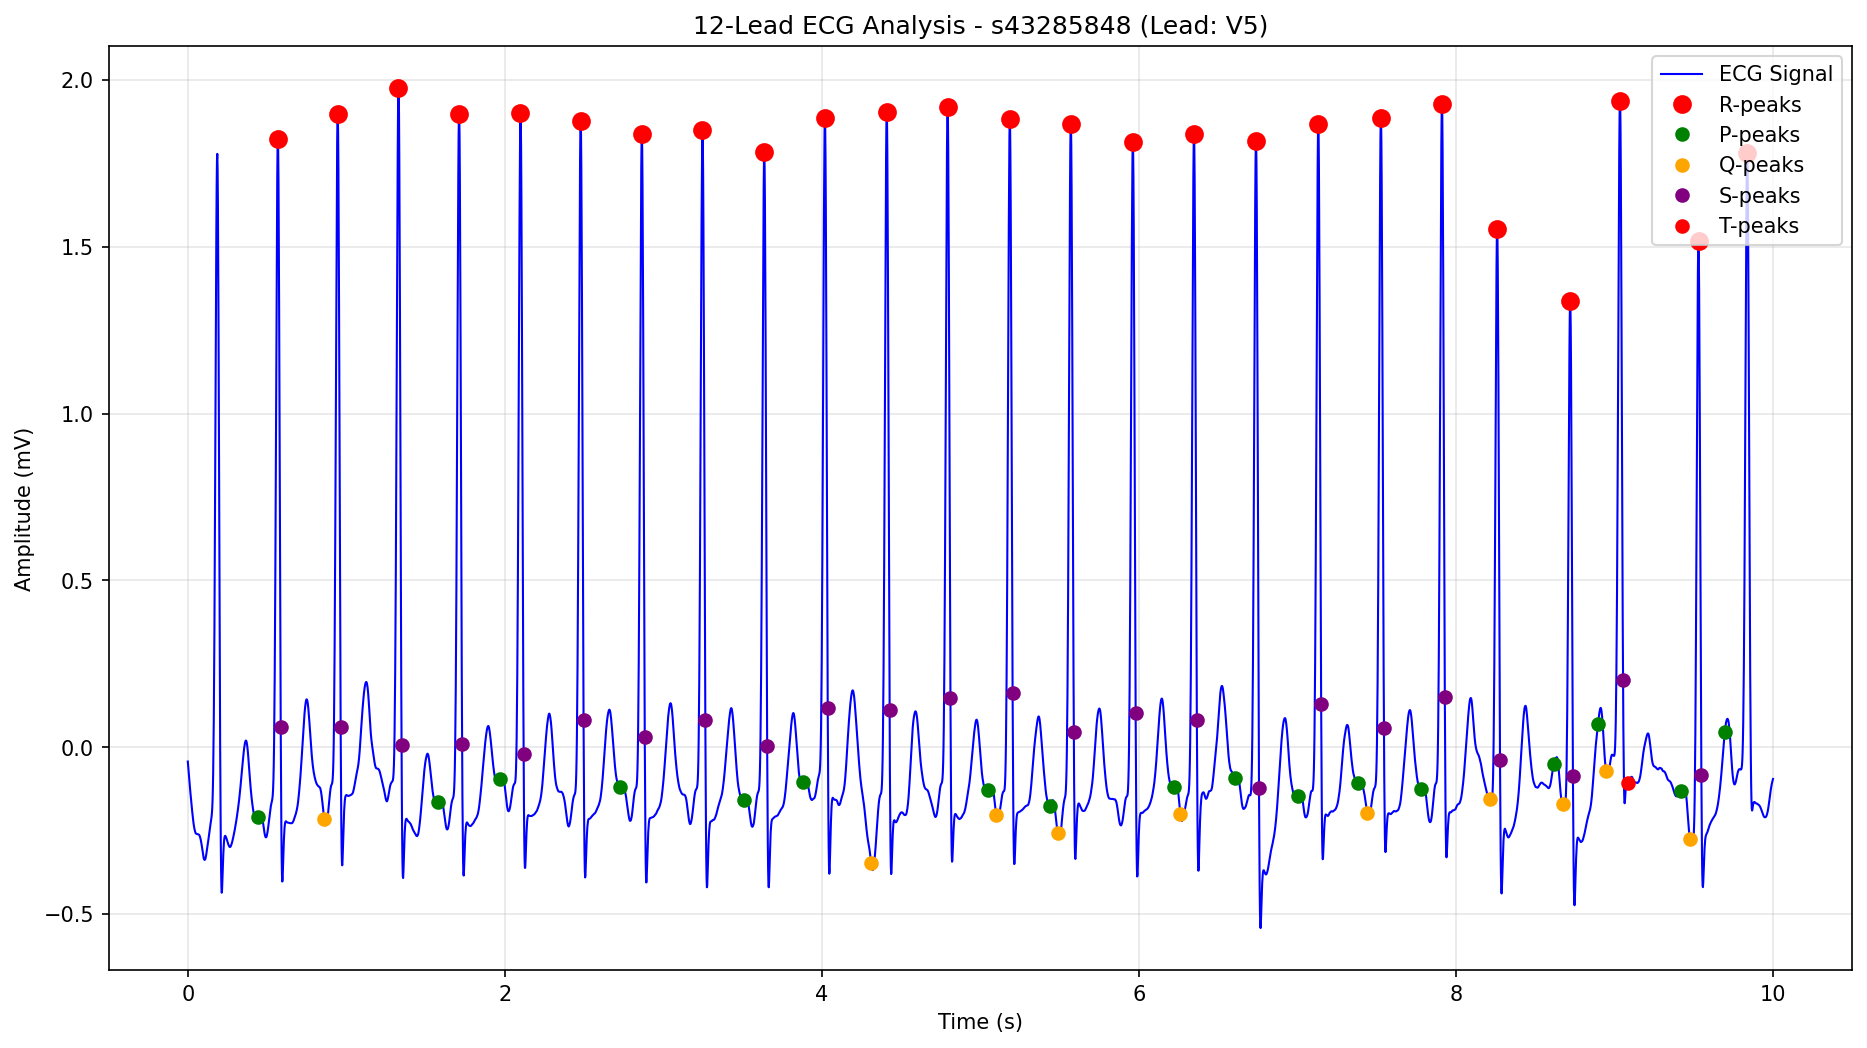 12-Lead ECG Analysis - s43285848 (Lead: V5)
ECG Signal
R-peaks
P-peaks
Q-peaks
S-peaks
T-peaks
Amplitude (mV)
2.0
1.5
1.0
0.5
0.0
−0.5
0 2 4 6 8 10
Time (s)